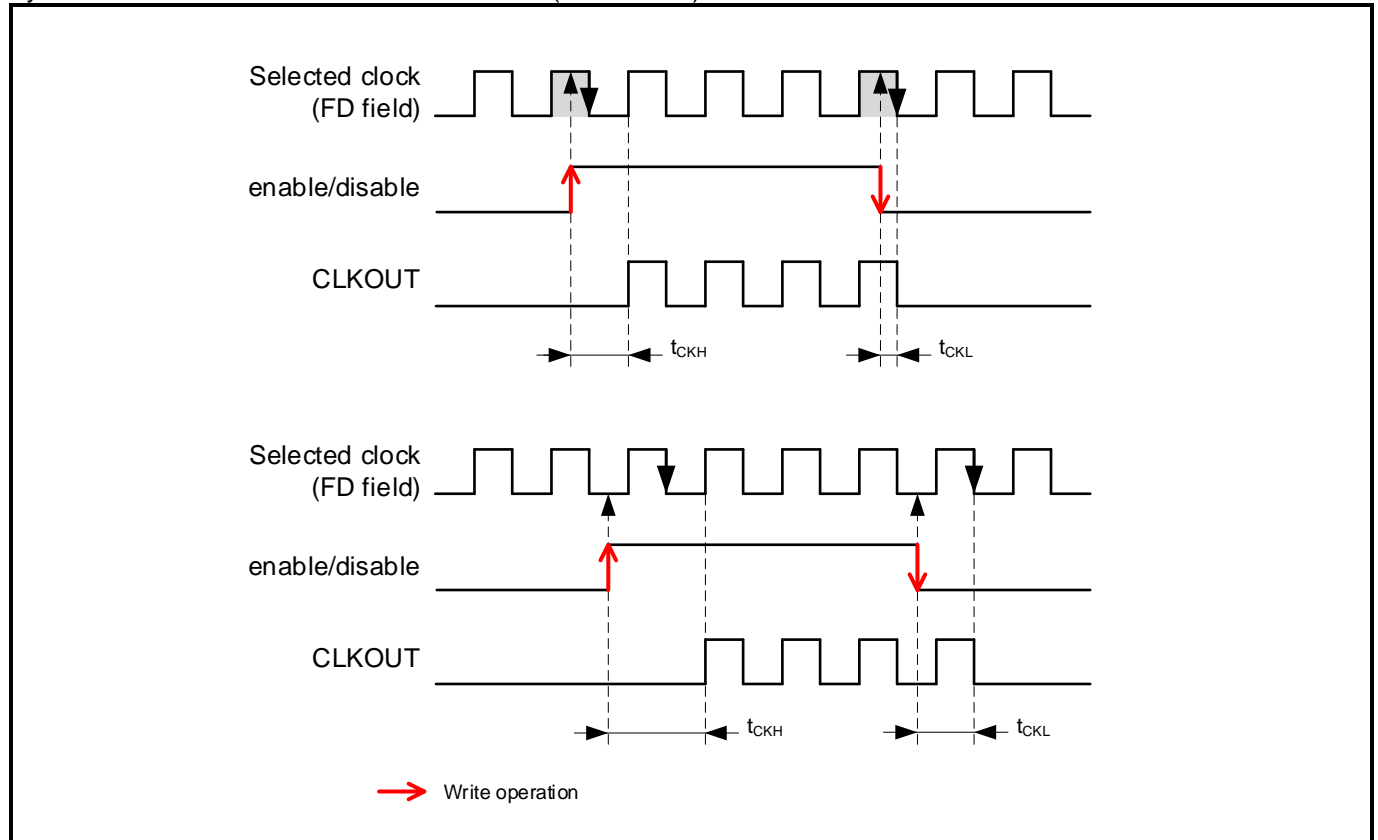 Selected clock
(FD field)
enable/disable
CLKOUT
tCKH
tCKL
Selected clock
(FD field)
enable/disable
CLKOUT
tCKH
tCKL
Write operation